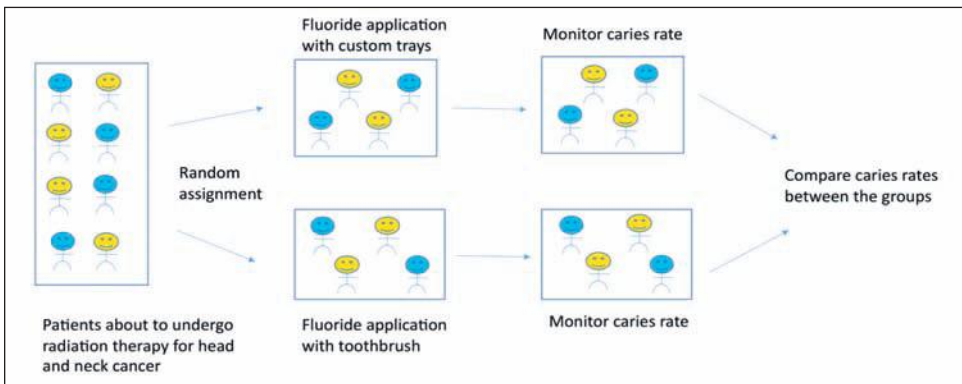 Fluoride application
with custom trays
Monitor caries rate
Random
assignment
Compare caries rates
between the groups
Patients about to undergo
radiation therapy for head
and neck cancer
Fluoride application
with toothbrush
Monitor caries rate